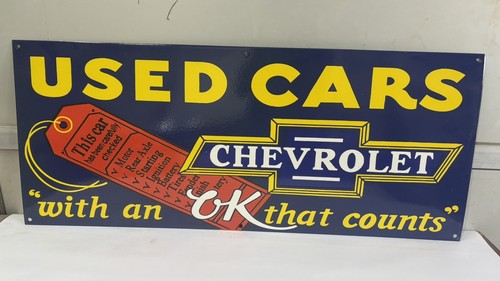 USED CARS
This car
has been carefully
checked
Motor
Rear Axle
Starting
Ignition
Battery
CHEVROLET
"with an OK that counts"